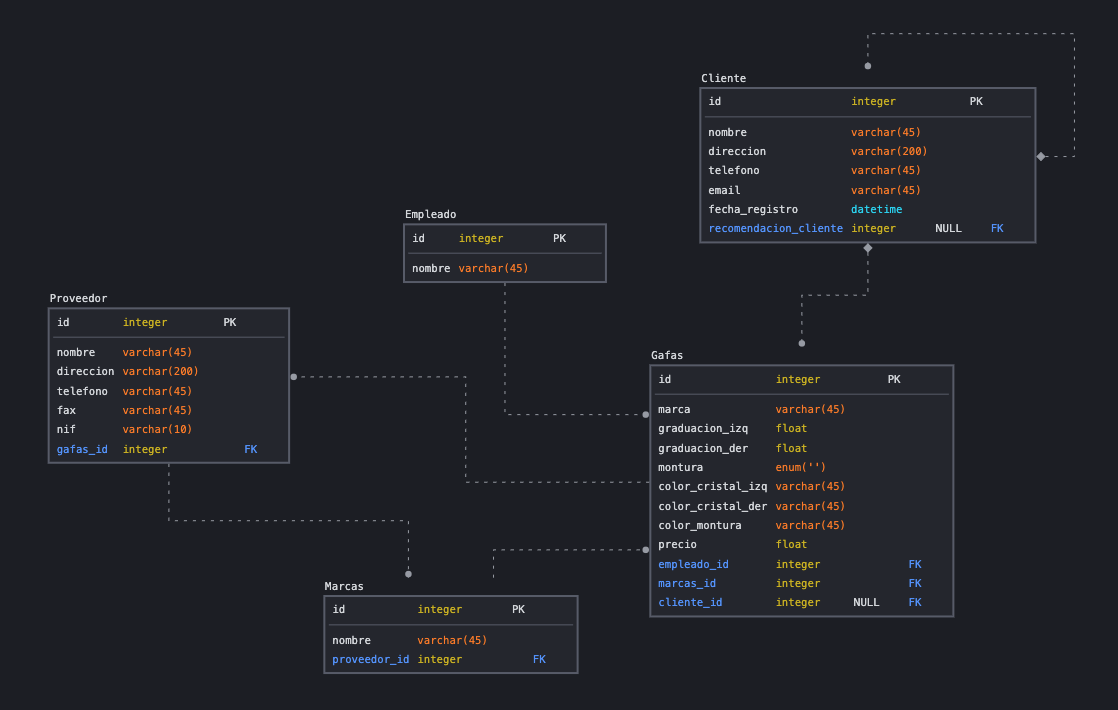 Cliente
id integer PK
nombre varchar(45)
direccion varchar(200)
telefono varchar(45)
email varchar(45)
fecha_registro datetime
recomendacion_cliente integer NULL FK
Empleado
id integer PK
nombre varchar(45)
Proveedor
id integer PK
nombre varchar(45)
direccion varchar(200)
telefono varchar(45)
fax varchar(45)
nif varchar(10)
gafas_id integer FK
Gafas
id integer PK
marca varchar(45)
graduacion_izq float
graduacion_der float
montura enum('')
color_cristal_izq varchar(45)
color_cristal_der varchar(45)
color_montura varchar(45)
precio float
empleado_id integer FK
marcas_id integer FK
cliente_id integer NULL FK
Marcas
id integer PK
nombre varchar(45)
proveedor_id integer FK